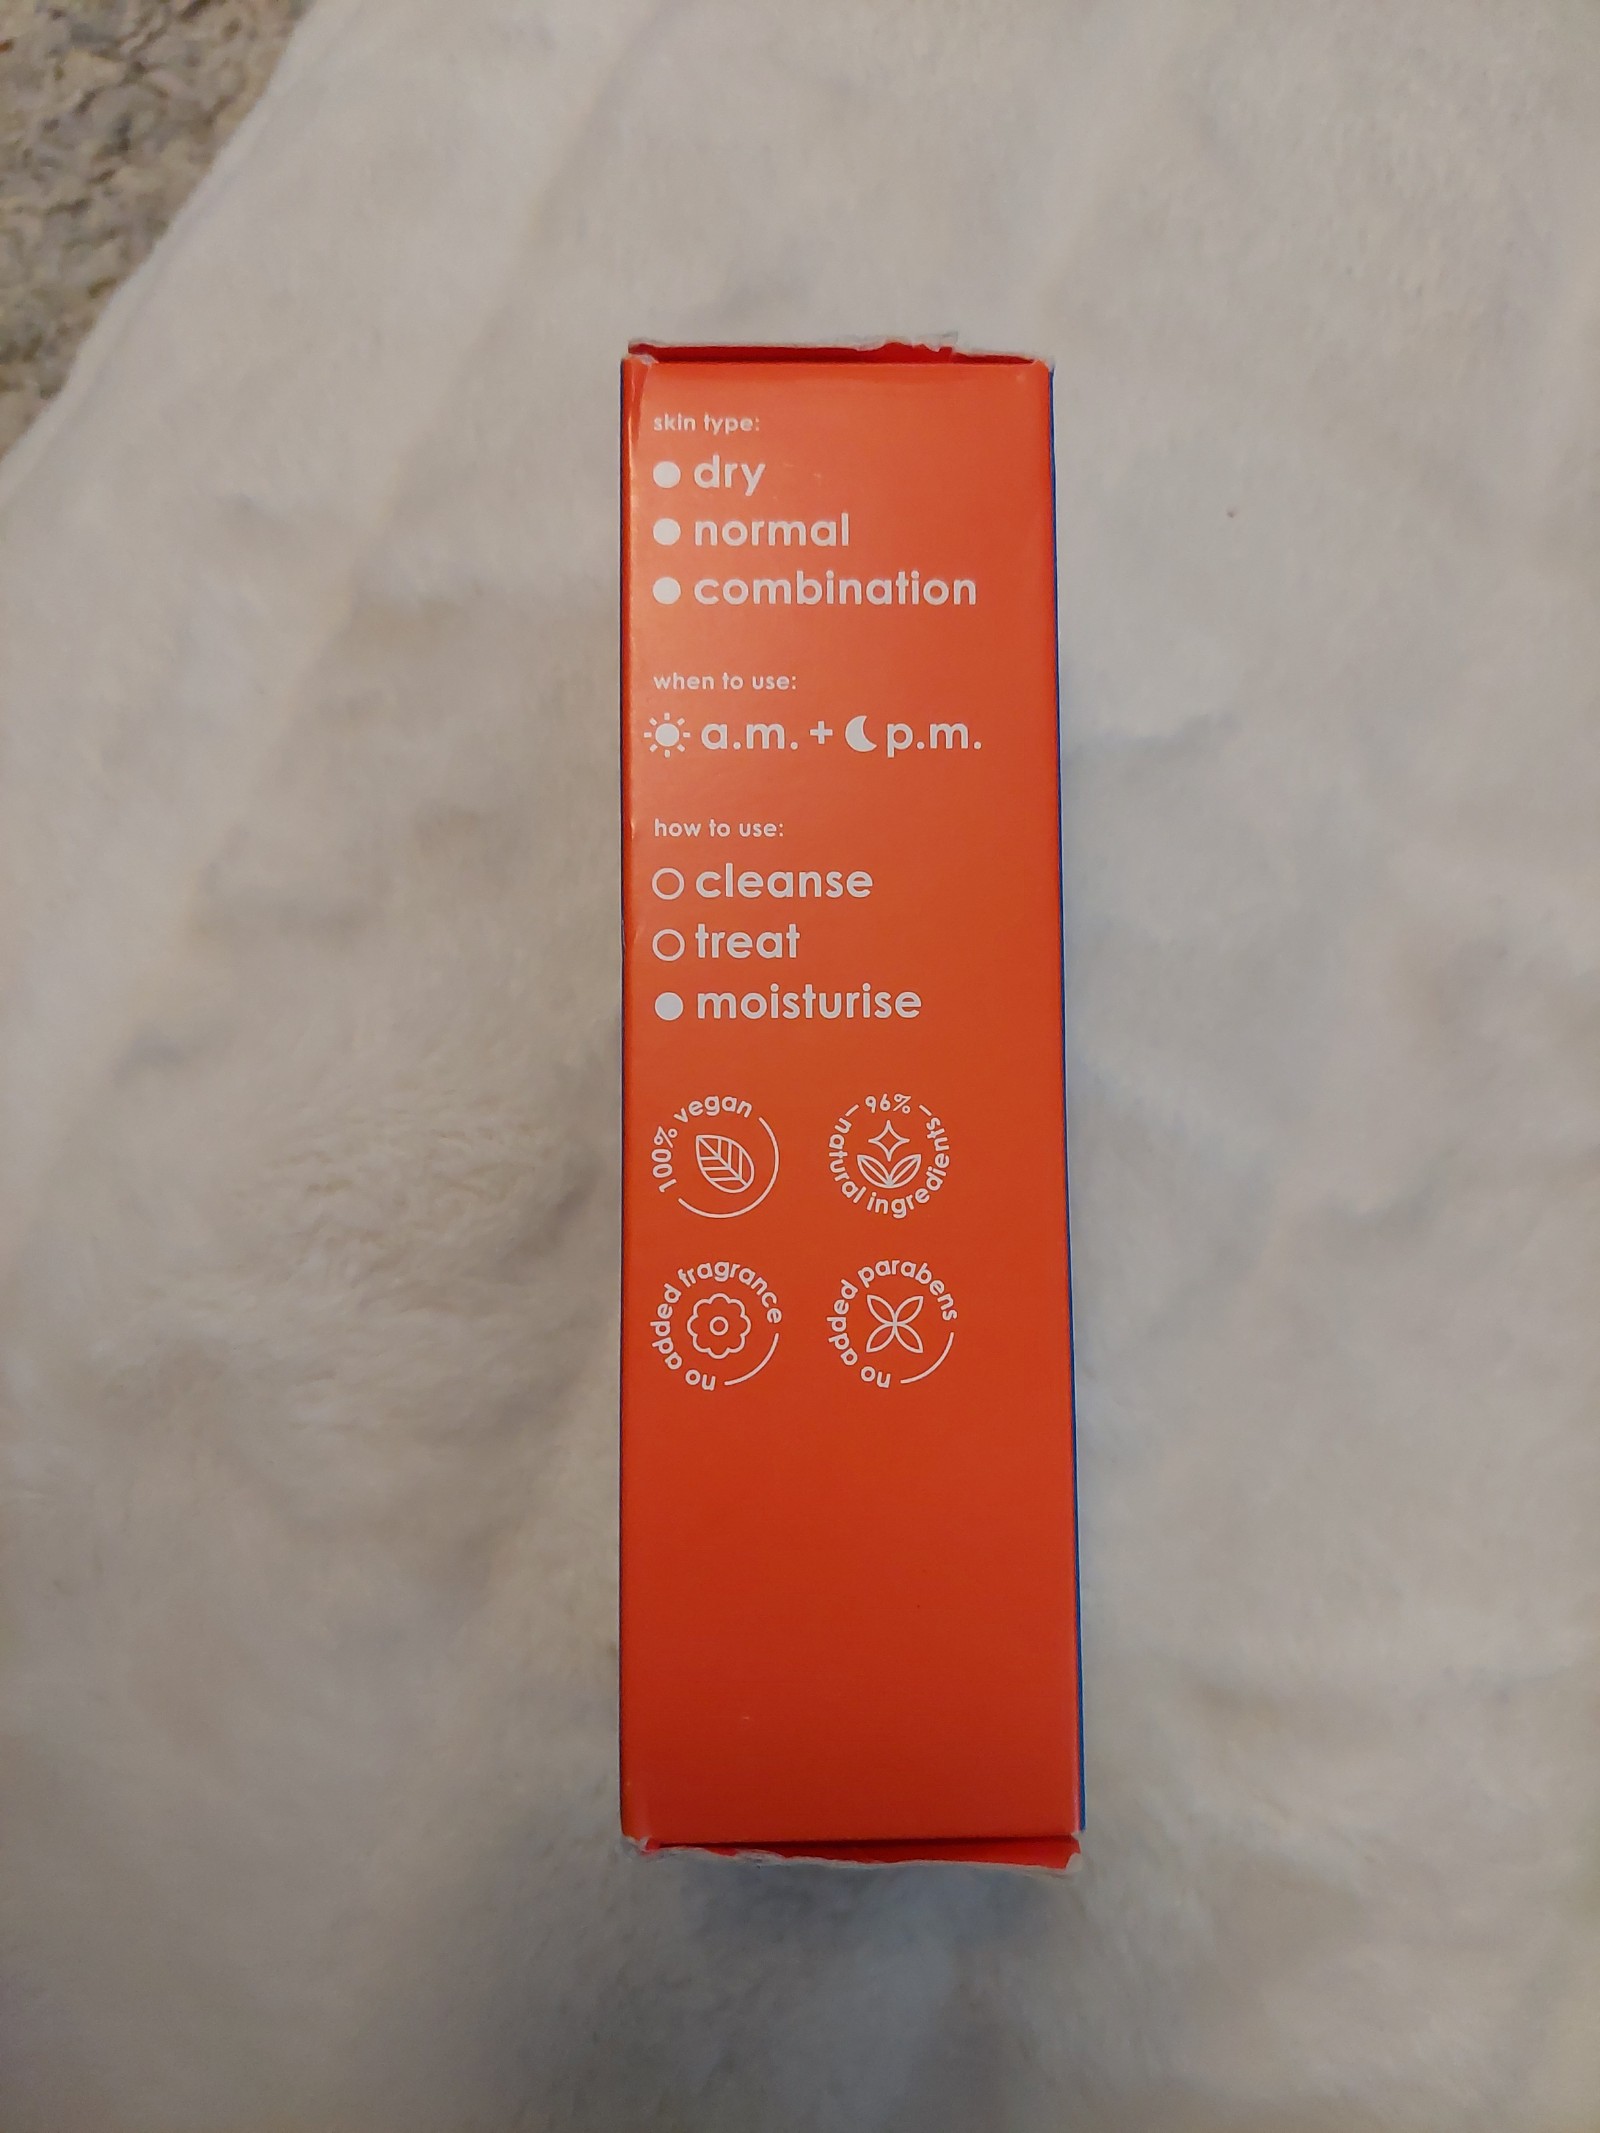 skin type:
dry
normal
combination
when to use:
a.m. + p.m.
how to use:
cleanse
treat
moisturise
100% vegan
96% natural ingredients
no added fragrance
no added parabens